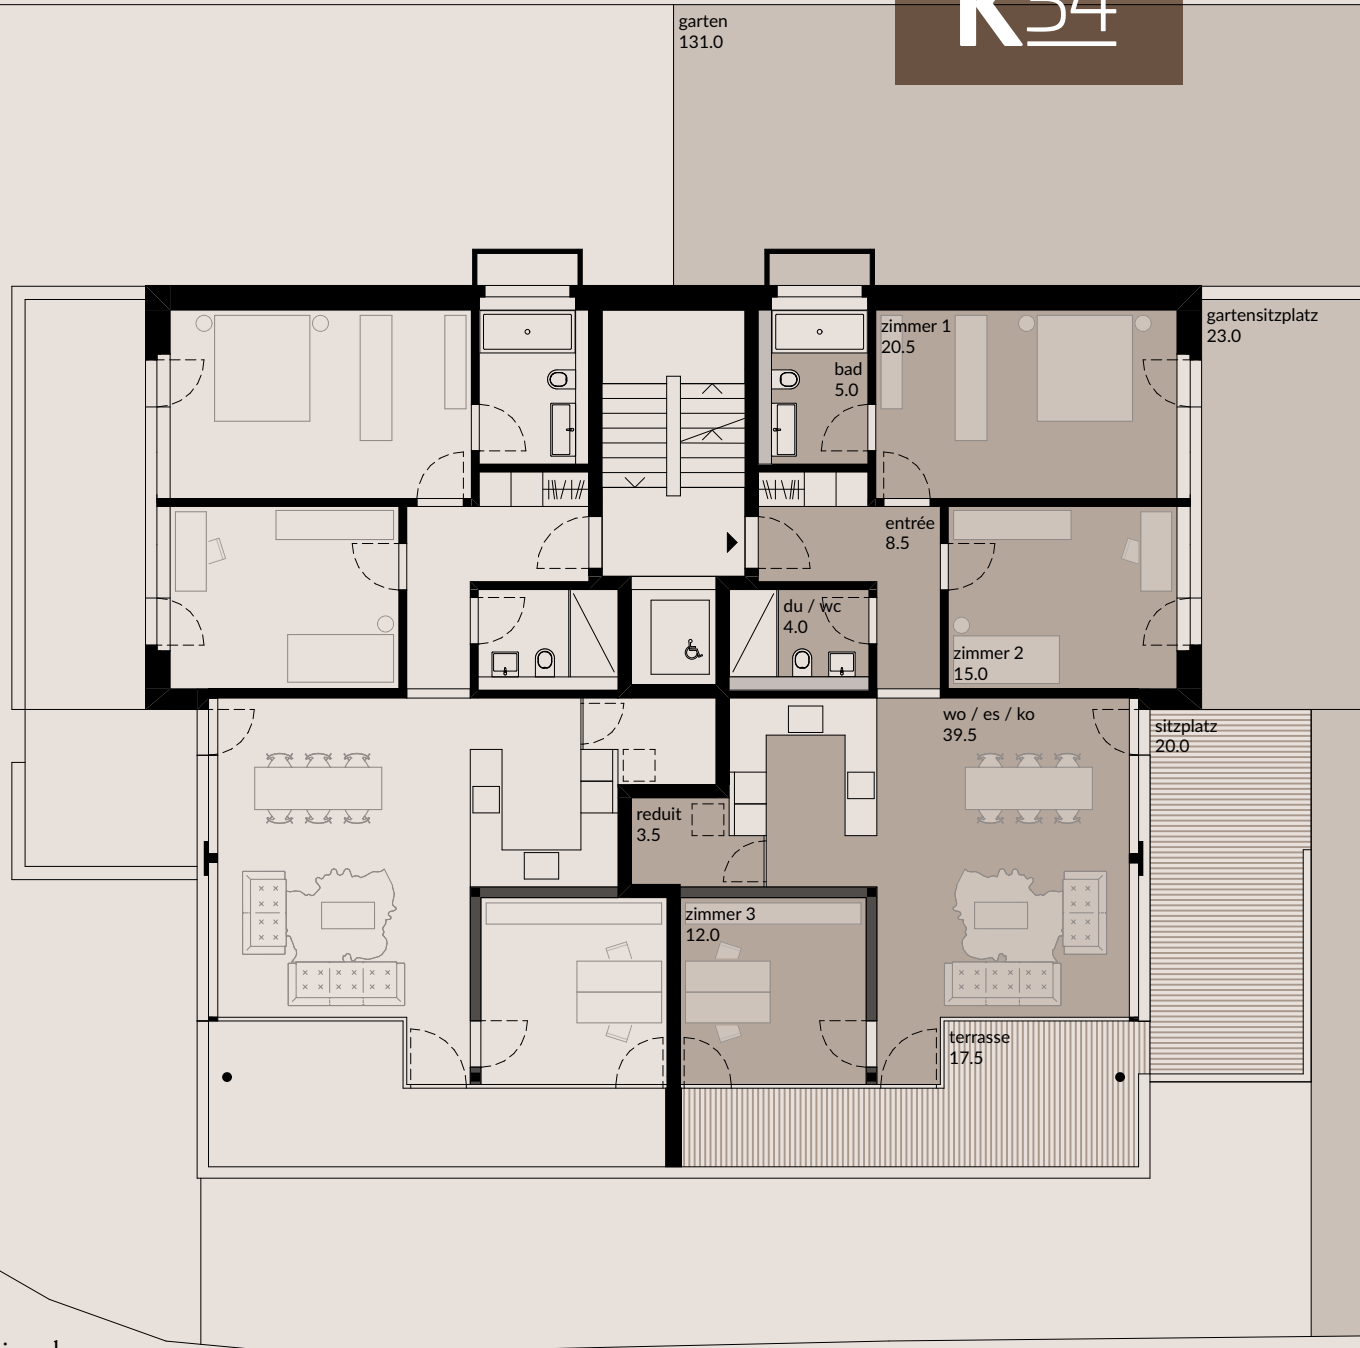 K34
garten
131.0
gartensitzplatz
23.0
zimmer 1
20.5
bad
5.0
entrée
8.5
du / wc
4.0
zimmer 2
15.0
wo / es / ko
39.5
sitzplatz
20.0
reduit
3.5
zimmer 3
12.0
terrasse
17.5